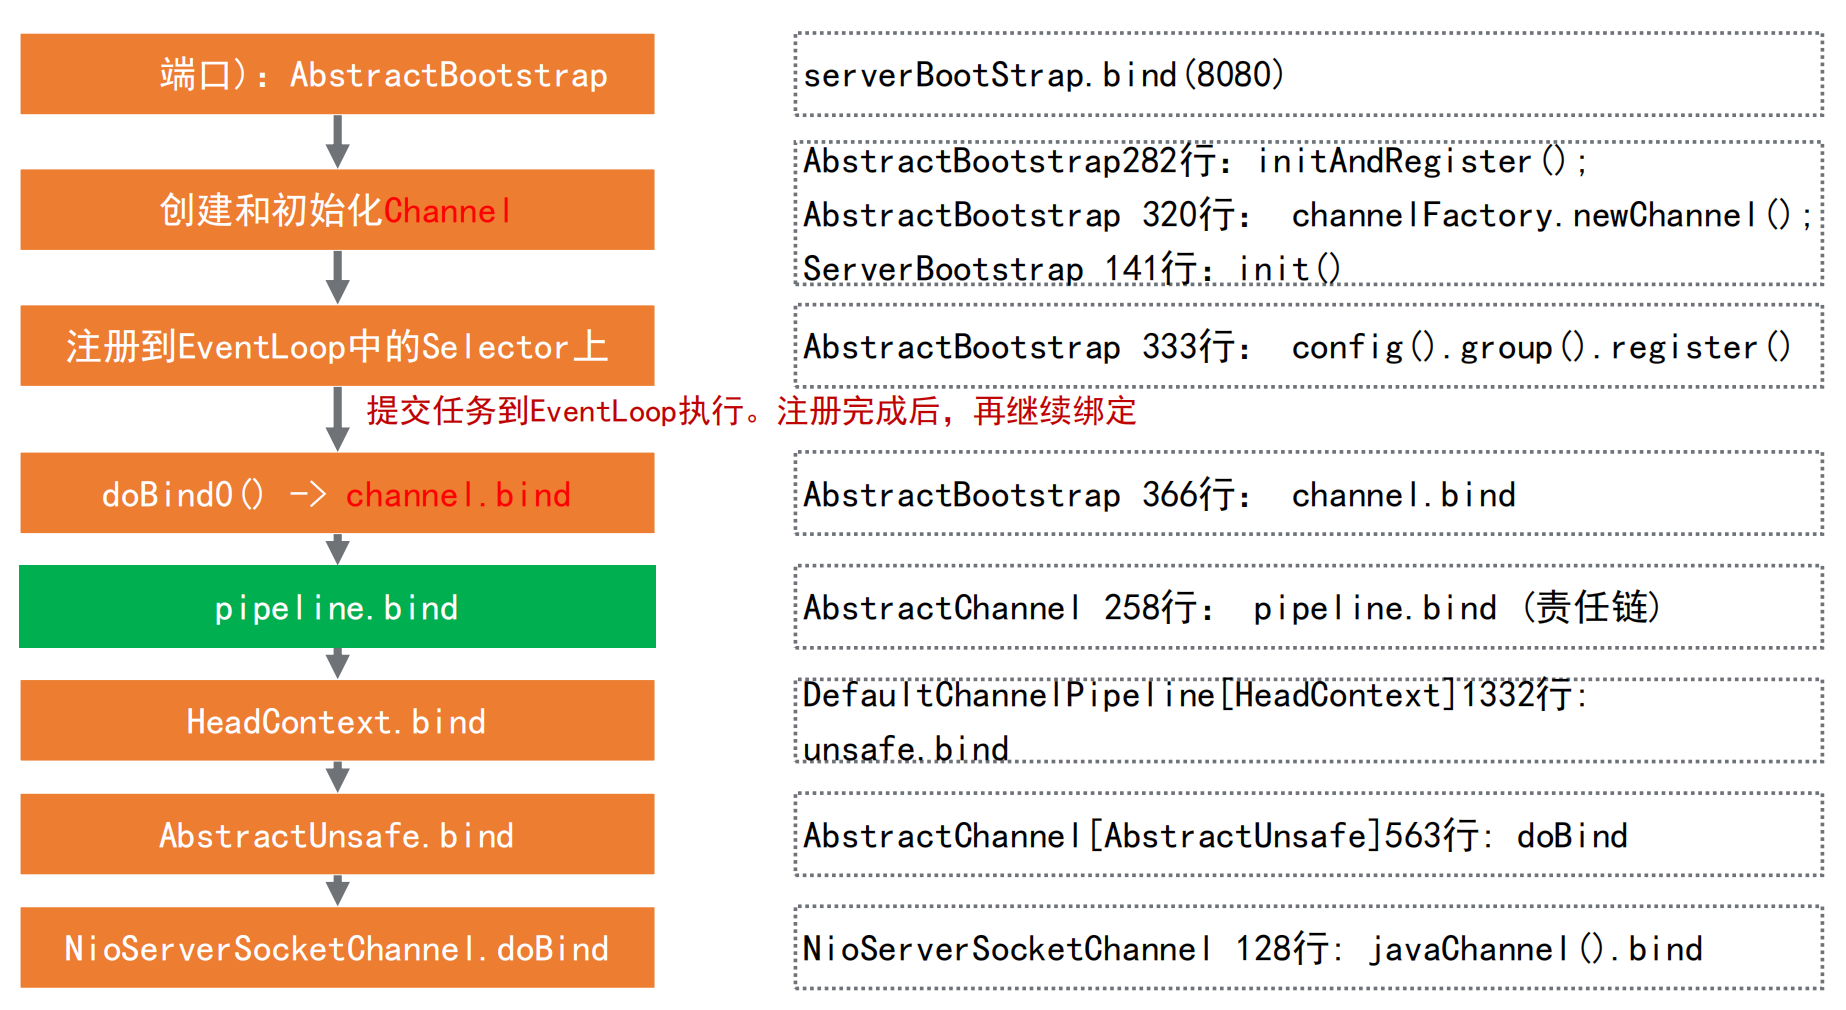 端口）：AbstractBootstrap
serverBootStrap.bind(8080)
创建和初始化Channel
AbstractBootstrap282行：initAndRegister();
AbstractBootstrap 320行： channelFactory.newChannel();
ServerBootstrap 141行：init()
注册到EventLoop中的Selector上
AbstractBootstrap 333行： config().group().register()
提交任务到EventLoop执行。注册完成后，再继续绑定
doBind0() -> channel.bind
AbstractBootstrap 366行： channel.bind
pipeline.bind
AbstractChannel 258行： pipeline.bind (责任链)
HeadContext.bind
DefaultChannelPipeline[HeadContext]1332行:
unsafe.bind
AbstractUnsafe.bind
AbstractChannel[AbstractUnsafe]563行: doBind
NioServerSocketChannel.doBind
NioServerSocketChannel 128行: javaChannel().bind